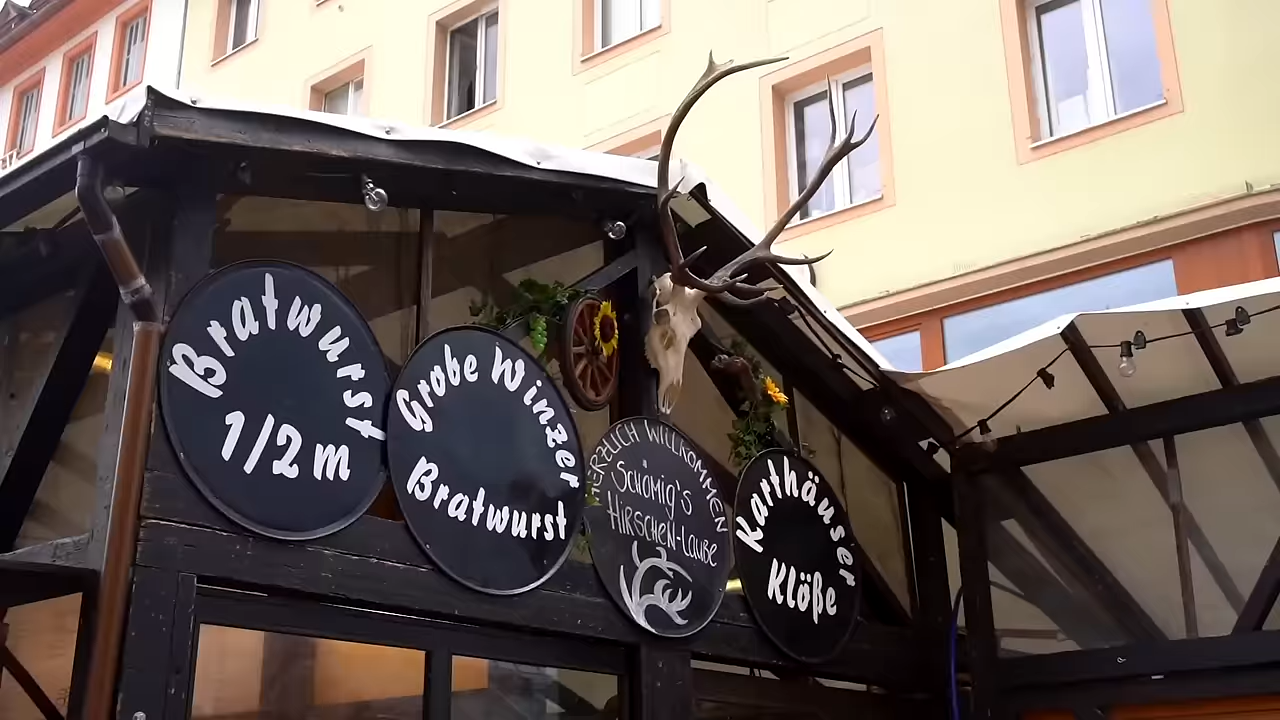 Bratwurst
1/2 m
Grobe Winzer
Bratwurst
HERZLICH WILLKOMMEN
SCHÖMIG'S
HIRSCHEN-LAUBE
Karthäuser
Klöße